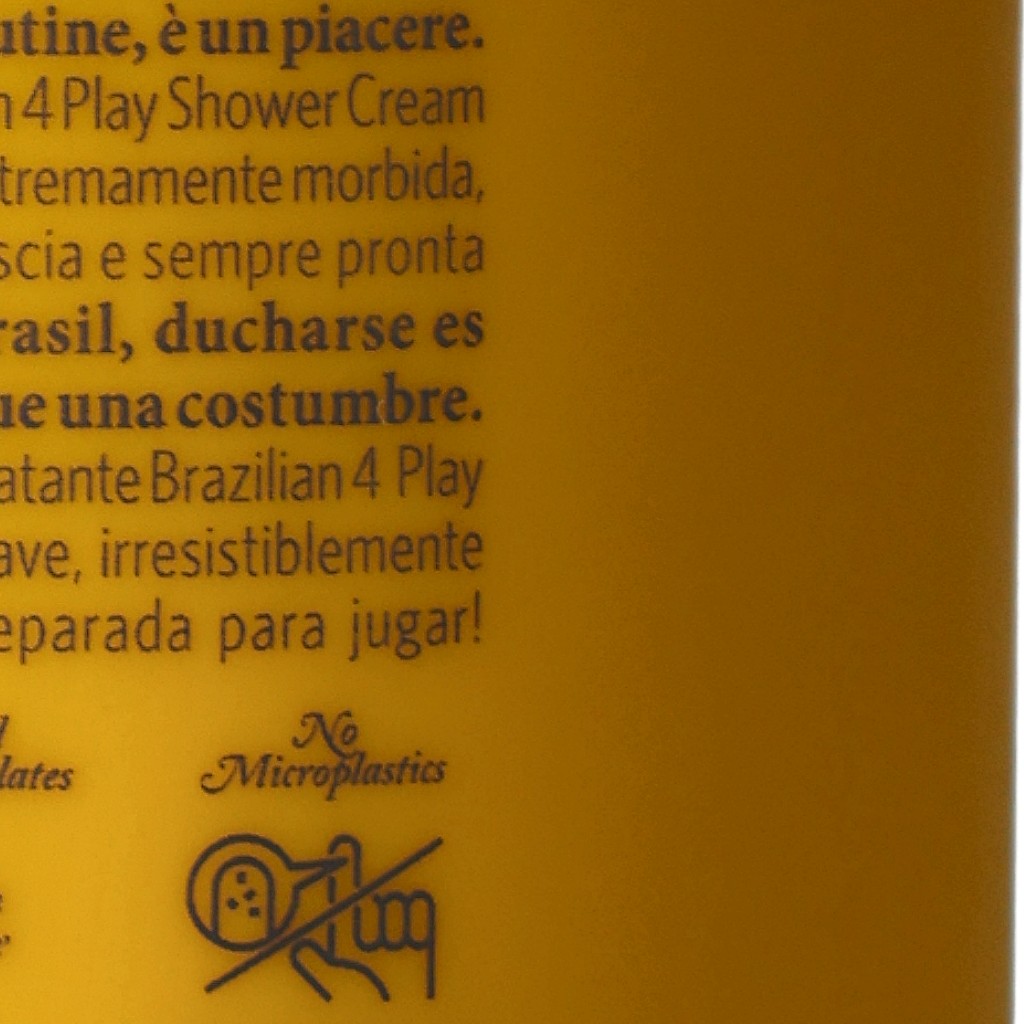 utine, è un piacere.
n 4 Play Shower Cream
tremamente morbida,
scia e sempre pronta
rasil, ducharse es
ue una costumbre.
atante Brazilian 4 Play
ave, irresistiblemente
eparada para jugar!
No
Microplastics
lates